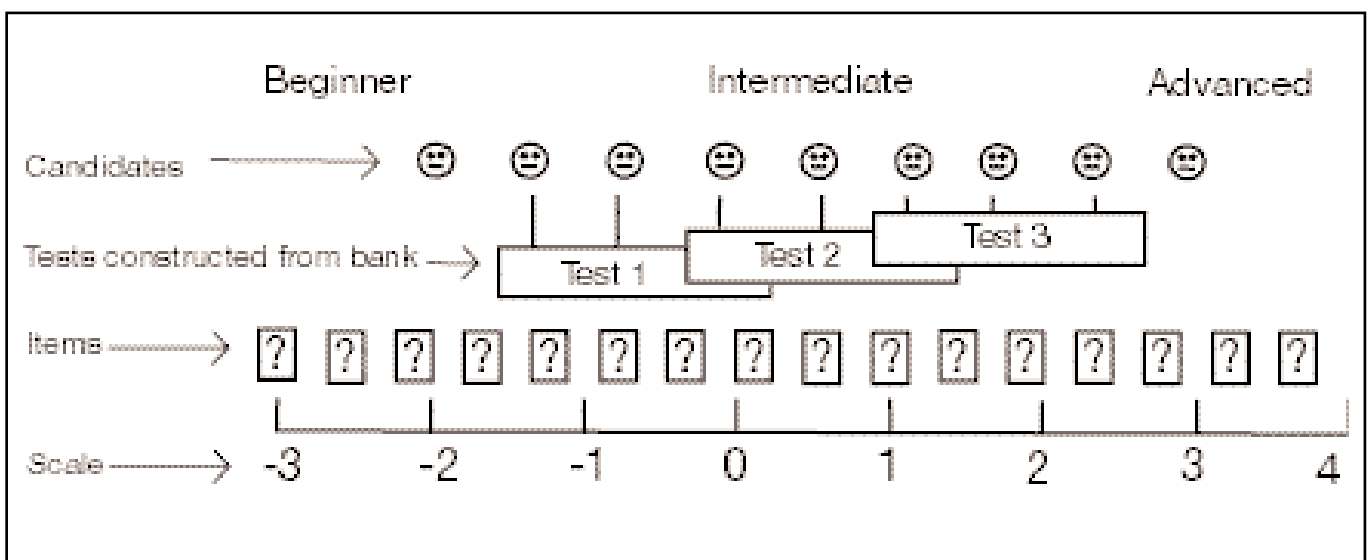 Beginner Intermediate Advanced
Candidates
Test 3
Test 2
Tests constructed from bank
Test 1
Items
? ? ? ? ? ? ? ? ? ? ? ? ? ? ? ?
Scale -3 -2 -1 0 1 2 3 4